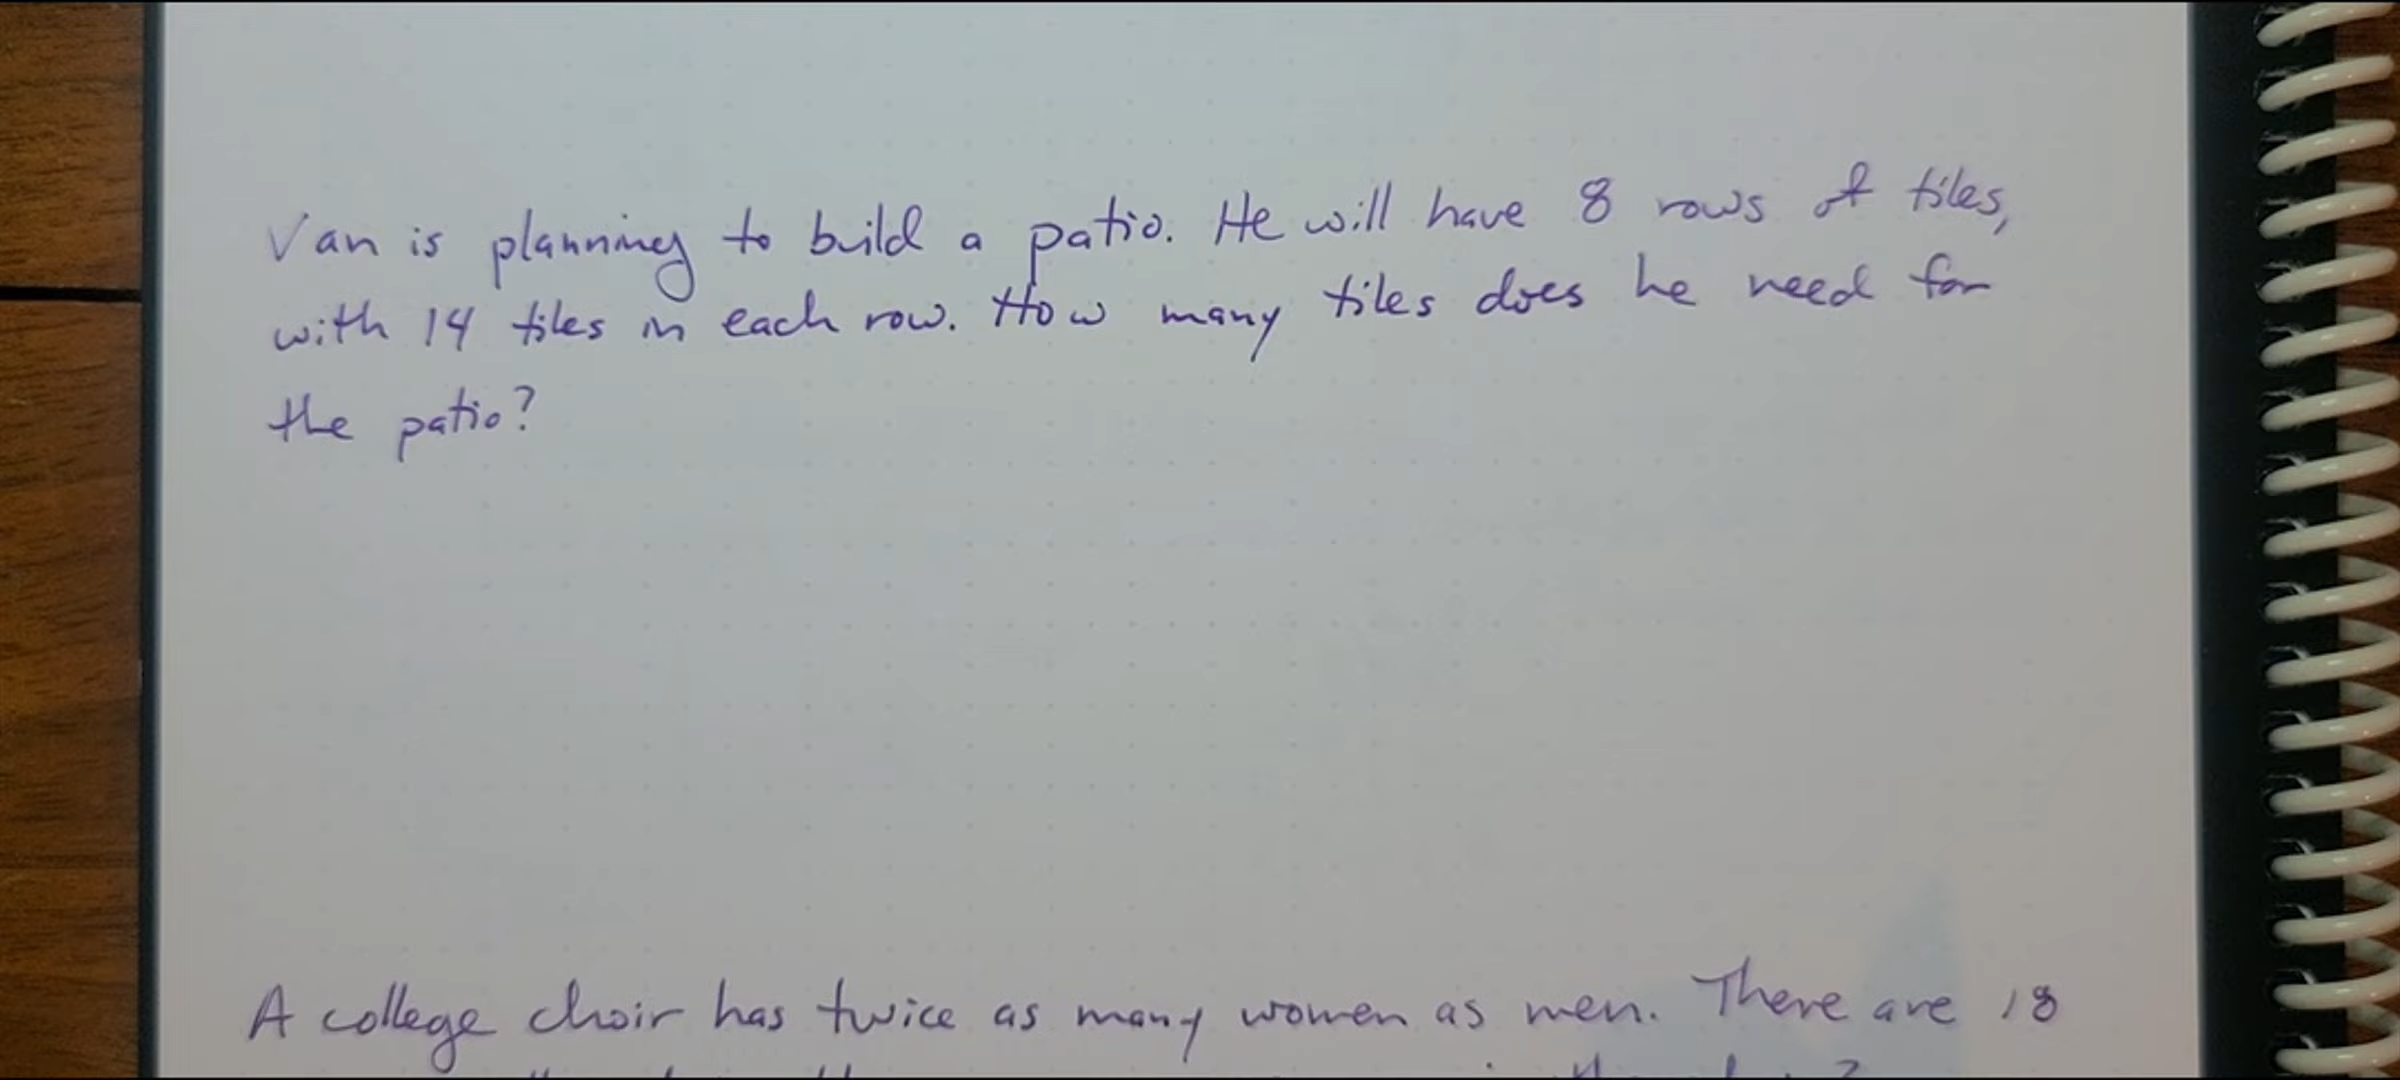 Van is planning to build a patio. He will have 8 rows of tiles,
with 14 tiles in each row. How many tiles does he need for
the patio?
A college choir has twice as many women as men. There are 18